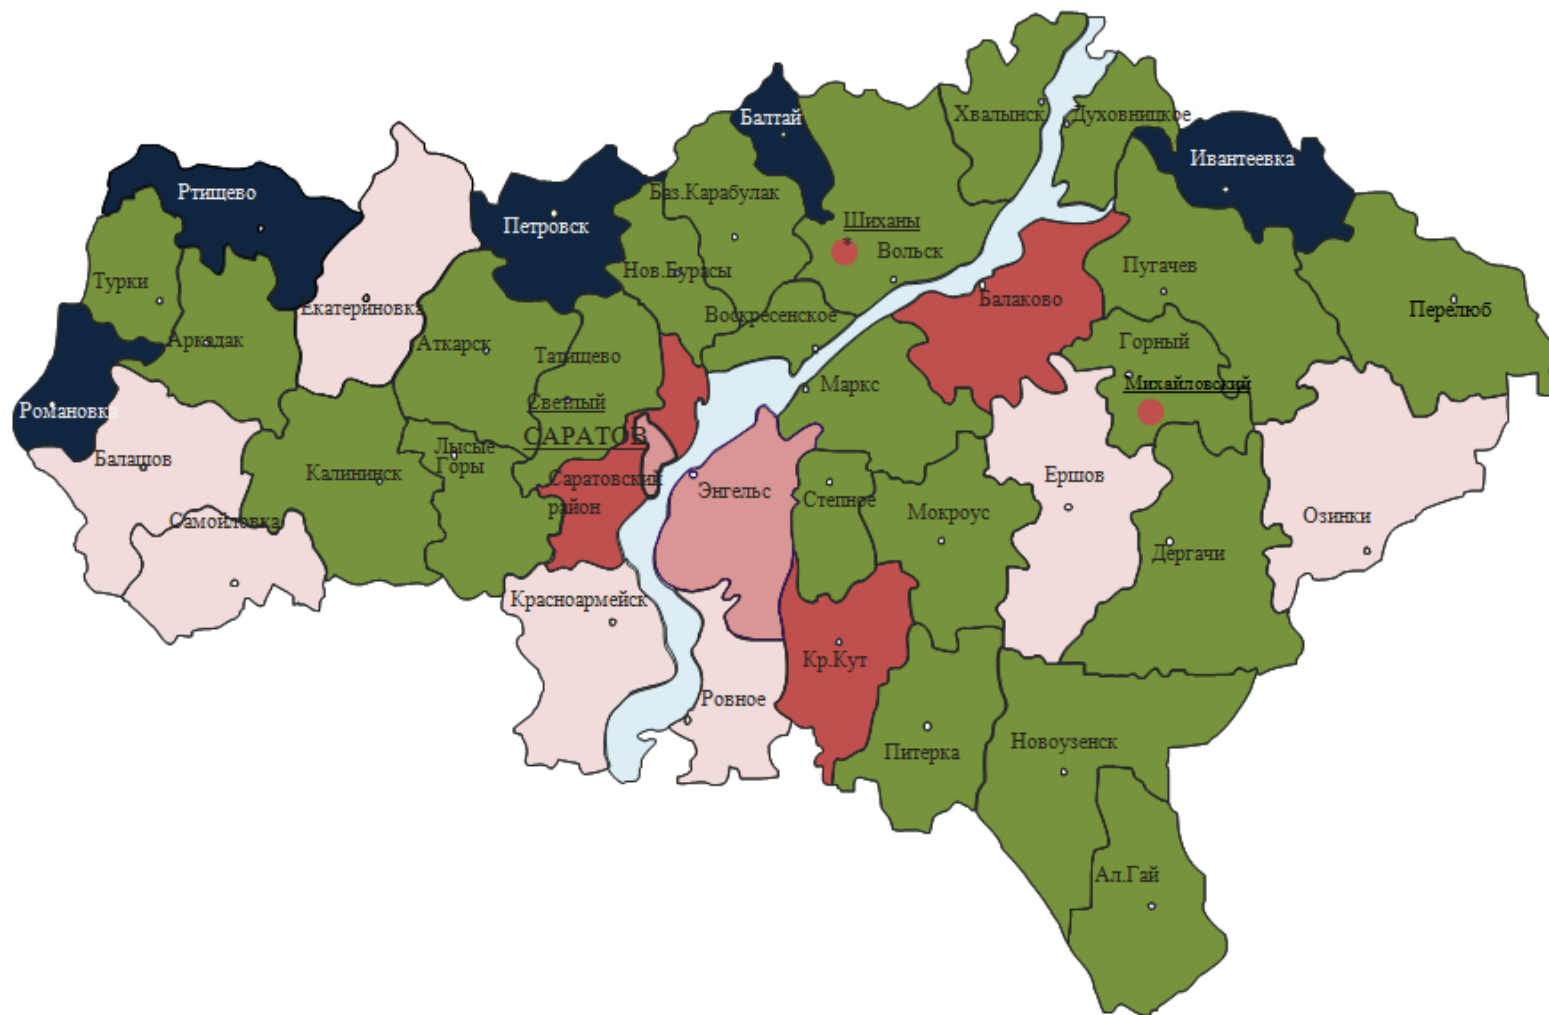 Хвалынск
Духовницкое
Балтай
Ивантеевка
Ртищево
Баз.Карабулак
Петровск
Шиханы
*
Вольск
Турки
Нов.Бурасы
Пугачев
Балаково
Екатериновка
Перелюб
Воскресенское
Аркадак
Аткарск
Татищево
Горный
Маркс
Михайловский
Светлый
Романовка
САРАТОВ
Балашов
Калининск
Лысые
Горы
Саратовский
район
Энгельс
Степное
Ершов
Мокроус
Озинки
Самойловка
Дергачи
Красноармейск
Кр.Кут
Ровное
Питерка
Новоузенск
Ал.Гай